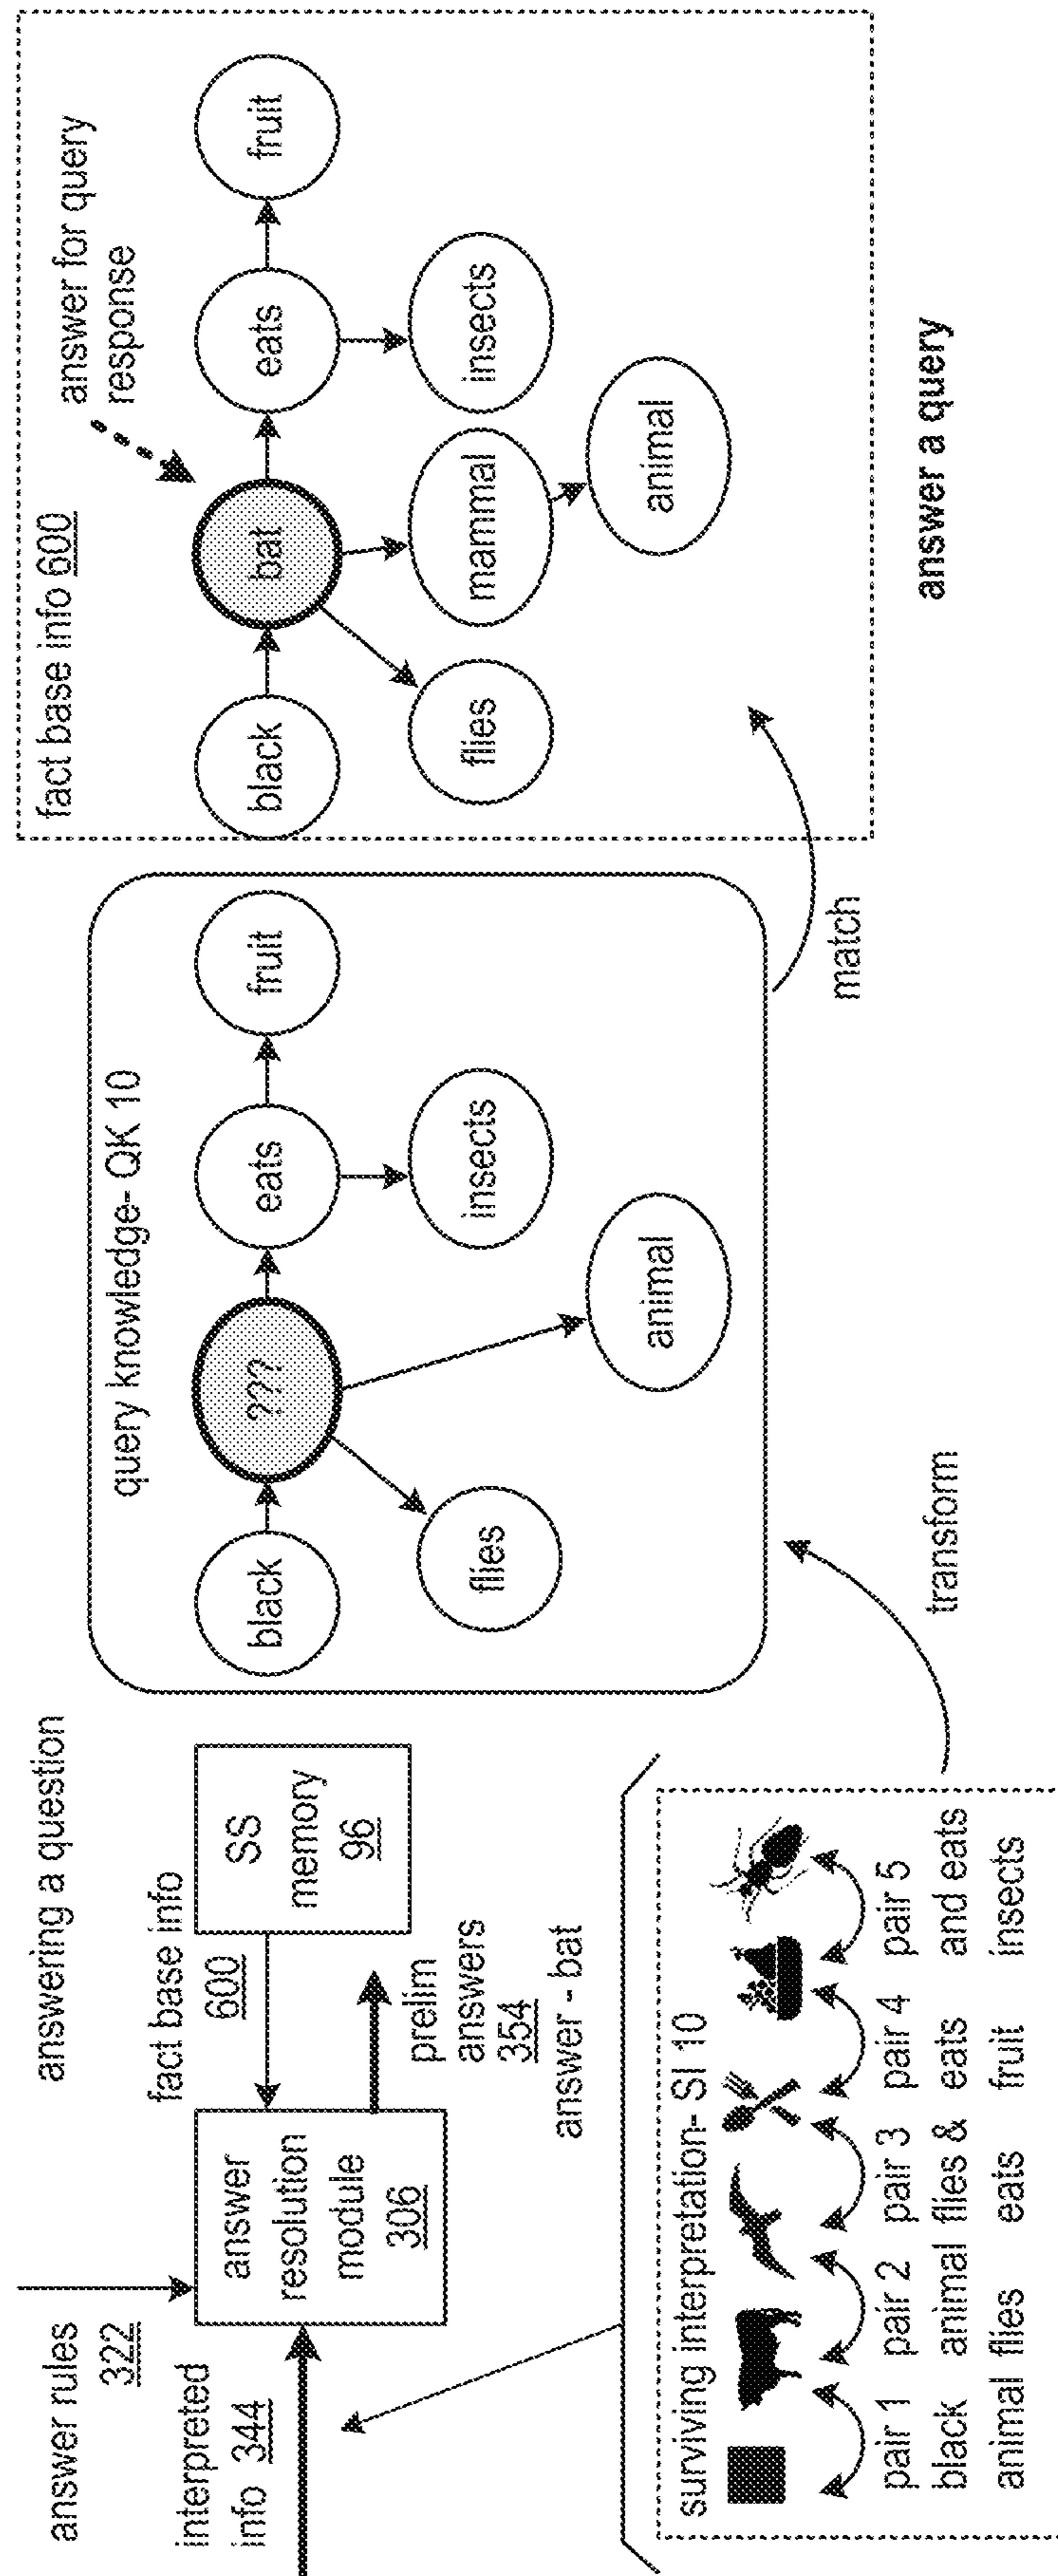 answering a question
answer rules
322
interpreted
info 344
answer
resolution
module
306
fact base info
600
SS
memory
96
prelim
answers
354
answer - bat
surviving interpretation- SI 10
pair 1 pair 2 pair 3 pair 4 pair 5
black animal flies & eats and eats
animal flies eats fruit insects
transform
query knowledge- QK 10
black
???
eats
fruit
flies
insects
animal
match
fact base info 600
answer for query
response
black
bat
eats
fruit
flies
mammal
insects
animal
answer a query